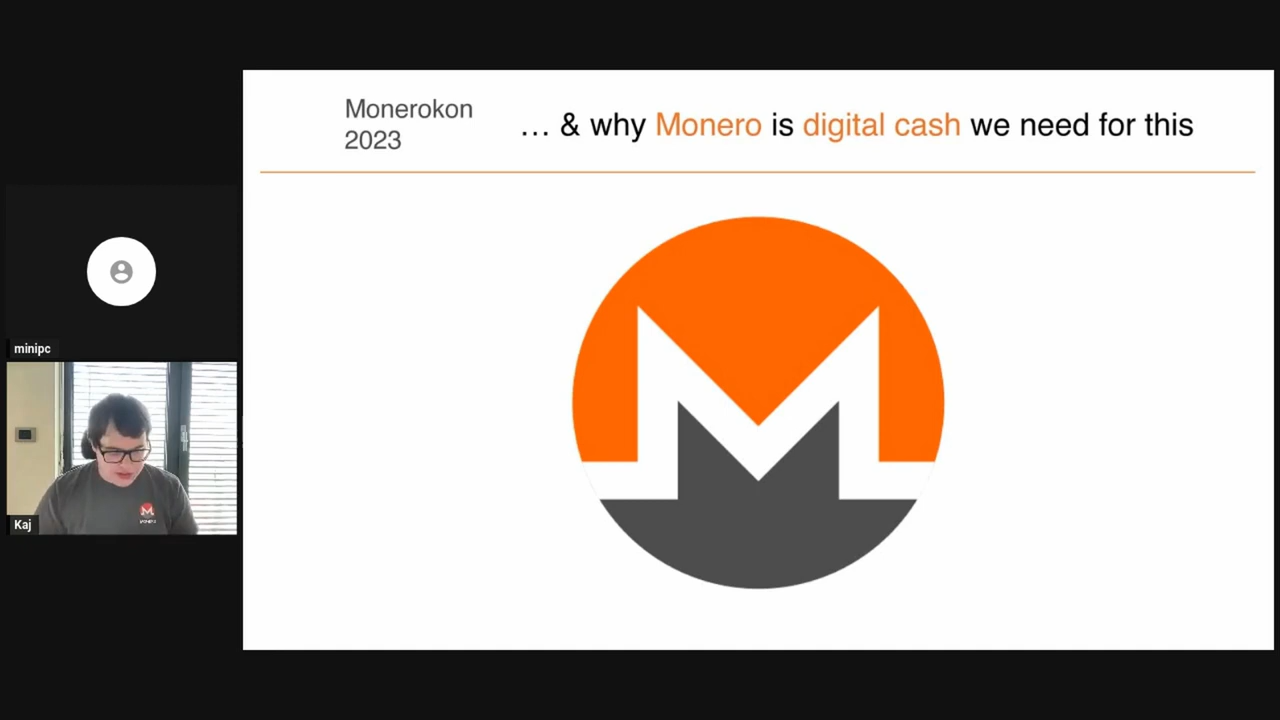 Monerokon
2023
… & why Monero is digital cash we need for this
minipc
Kaj